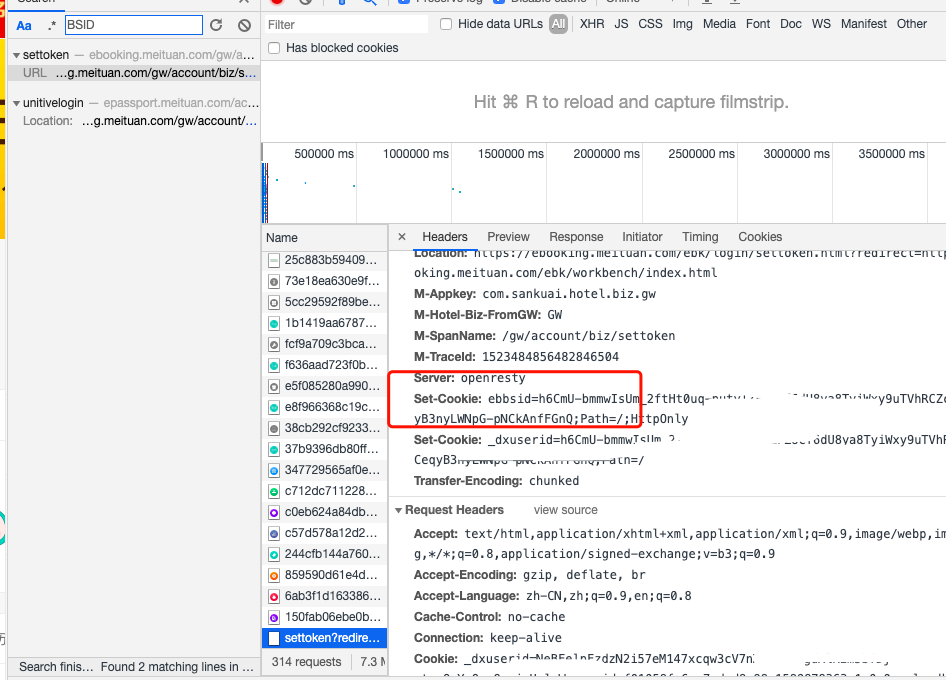 Search
Preserve log
Disable cache
Online
Aa .* BSID
Filter
Hide data URLs All XHR JS CSS Img Media Font Doc WS Manifest Other
Has blocked cookies
settoken — ebooking.meituan.com/gw/a…
URL …g.meituan.com/gw/account/biz/s…
unitivelogin — epassport.meituan.com/ac…
Location: …g.meituan.com/gw/account/…
Hit ⌘ R to reload and capture filmstrip.
500000 ms 1000000 ms 1500000 ms 2000000 ms 2500000 ms 3000000 ms 3500000 ms
Name
25c883b59409…
73e18ea630e9f…
5cc29592f89be…
1b1419aa6787…
fcf9a709c3bca…
f636aad723f0b…
e5f085280a990…
e8f966368c19c…
38cb292cf9233…
37b9396db80ff…
347729565af0e…
c712dc711228…
c0eb624a84db…
c57d578a12d2…
244cfb144a760…
859590d61e4d…
6ab3f1d163386…
150fab06ebe0b…
settoken?redire…
314 requests 7.3 M
× Headers Preview Response Initiator Timing Cookies
Location: https://ebooking.meituan.com/ebk/login/settoken.html?redirect=http
oking.meituan.com/ebk/workbench/index.html
M-Appkey: com.sankuai.hotel.biz.gw
M-Hotel-Biz-FromGW: GW
M-SpanName: /gw/account/biz/settoken
M-TraceId: 1523484856482846504
Server: openresty
Set-Cookie: ebbsid=h6CmU-bmmwIsUm_2ftHt0uq
yB3nyLWNpG-pNCkAnfFGnQ;Path=/;HttpOnly
Set-Cookie: _dxuserid=h6CmU-bmmwIsUm
CeqyB3nyLWNpG-pNCkAnfFGnQ;Path=/
Transfer-Encoding: chunked
Request Headers view source
Accept: text/html,application/xhtml+xml,application/xml;q=0.9,image/webp,im
g,*/*;q=0.8,application/signed-exchange;v=b3;q=0.9
Accept-Encoding: gzip, deflate, br
Accept-Language: zh-CN,zh;q=0.9,en;q=0.8
Cache-Control: no-cache
Connection: keep-alive
Cookie:
Search finis… Found 2 matching lines in …